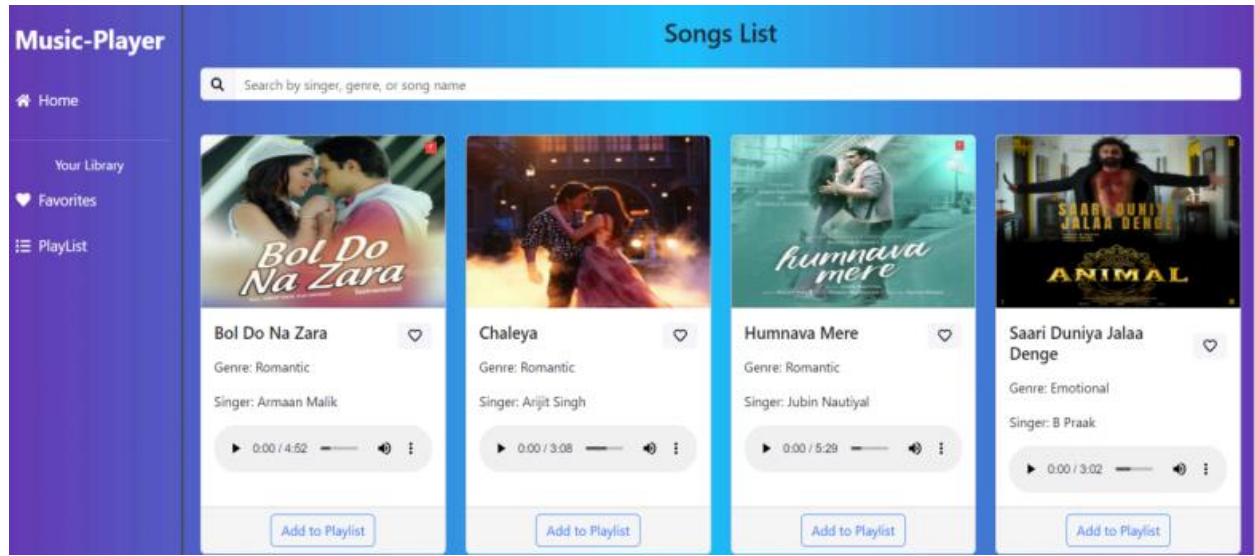 Music-Player
Home
Your Library
Favorites
PlayList
Songs List
Search by singer, genre, or song name
Bol Do
Na Zara
Bol Do Na Zara
Genre: Romantic
Singer: Armaan Malik
0:00 / 4:52
Add to Playlist
Chaleya
Genre: Romantic
Singer: Arijit Singh
0:00 / 3:08
Add to Playlist
humnava
mere
Humnava Mere
Genre: Romantic
Singer: Jubin Nautiyal
0:00 / 5:29
Add to Playlist
SAARI DUNIYA
JALAA DENGE
ANIMAL
Saari Duniya Jalaa
Denge
Genre: Emotional
Singer: B Praak
0:00 / 3:02
Add to Playlist